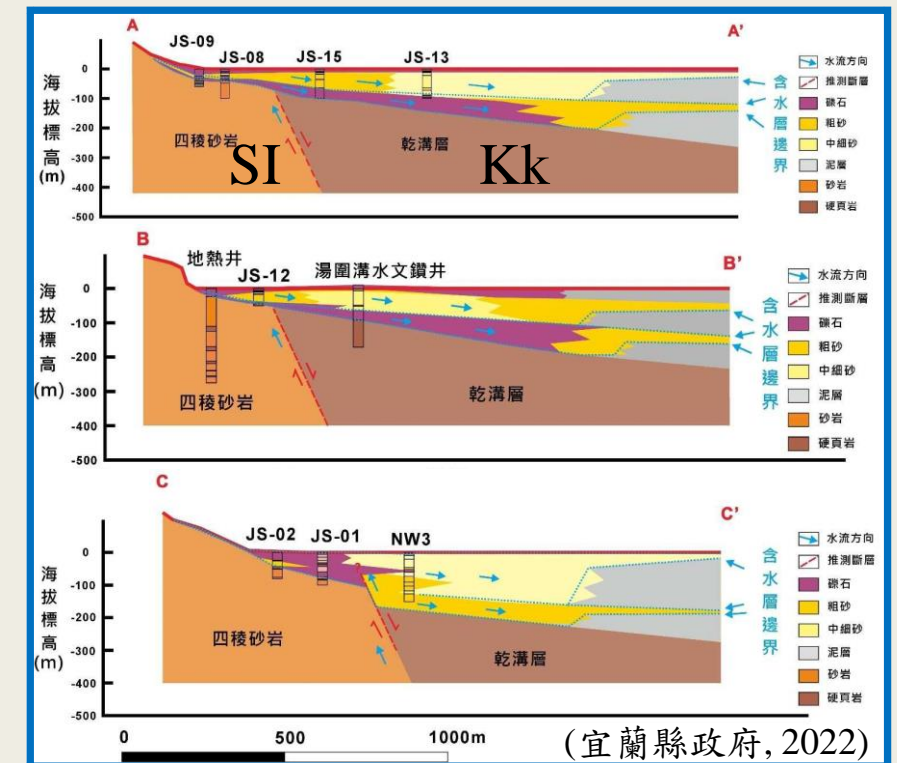 A
A'
JS-09
JS-08
JS-15
JS-13
海拔標高(m)
0
-100
-200
-300
-400
-500
四稜砂岩
SI
乾溝層
Kk
含水層邊界
水流方向
推測斷層
礫石
粗砂
中細砂
泥層
砂岩
硬頁岩
B
B'
地熱井
JS-12
湯圍溝水文鑽井
海拔標高(m)
0
-100
-200
-300
-400
-500
四稜砂岩
乾溝層
含水層邊界
水流方向
推測斷層
礫石
粗砂
中細砂
泥層
砂岩
硬頁岩
C
C'
JS-02
JS-01
NW3
海拔標高(m)
0
-100
-200
-300
-400
-500
?
四稜砂岩
乾溝層
含水層邊界
水流方向
推測斷層
礫石
粗砂
中細砂
泥層
砂岩
硬頁岩
0
500
1000m
(宜蘭縣政府, 2022)